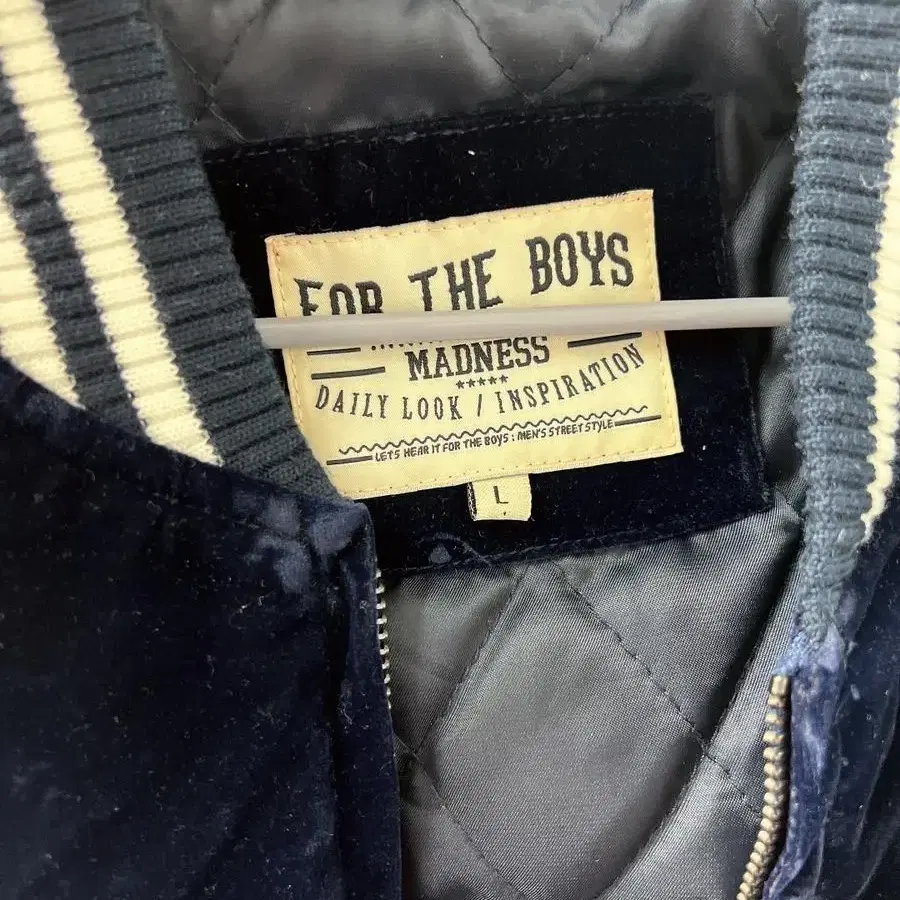 FOR THE BOYS
MADNESS
DAILY LOOK / INSPIRATION
LETS HEAR IT FOR THE BOYS : MEN'S STREET STYLE
L